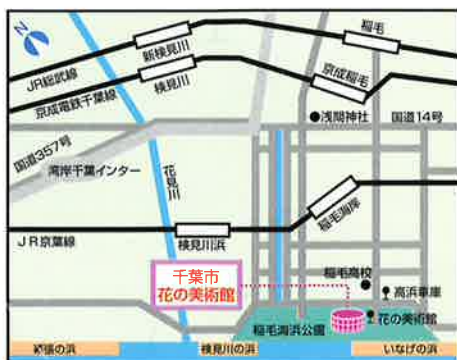 N
新検見川
稲毛
JR総武線
検見川
京成稲毛
京成電鉄千葉線
浅間神社
国道14号
国道357号
湾岸千葉インター
花見川
稲毛海岸
JR京葉線
検見川浜
千葉市
花の美術館
稲毛高校
高浜車庫
花の美術館
稲毛海浜公園
幕張の浜
検見川の浜
いなげの浜